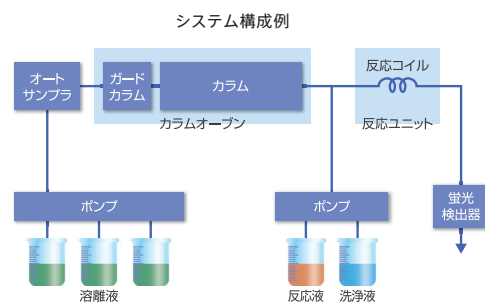 システム構成例
オート
サンプラ
ガード
カラム
カラム
カラムオーブン
反応コイル
反応ユニット
ポンプ
ポンプ
蛍光
検出器
溶離液
反応液
洗浄液